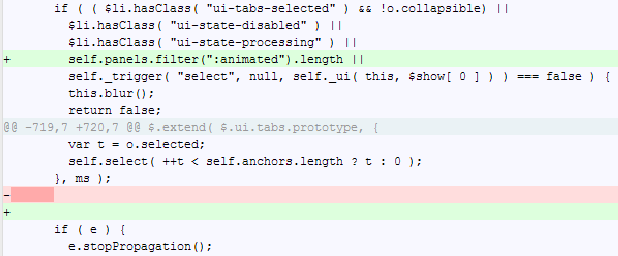 if ( ( $li.hasClass( "ui-tabs-selected" ) && !o.collapsible) ||
$li.hasClass( "ui-state-disabled" ) ||
$li.hasClass( "ui-state-processing" ) ||
+ self.panels.filter(":animated").length ||
self._trigger( "select", null, self._ui( this, $show[ 0 ] ) ) === false ) {
this.blur();
return false;
@@ -719,7 +720,7 @@ $.extend( $.ui.tabs.prototype, {
var t = o.selected;
self.select( ++t < self.anchors.length ? t : 0 );
}, ms );
-
+
if ( e ) {
e.stopPropagation();